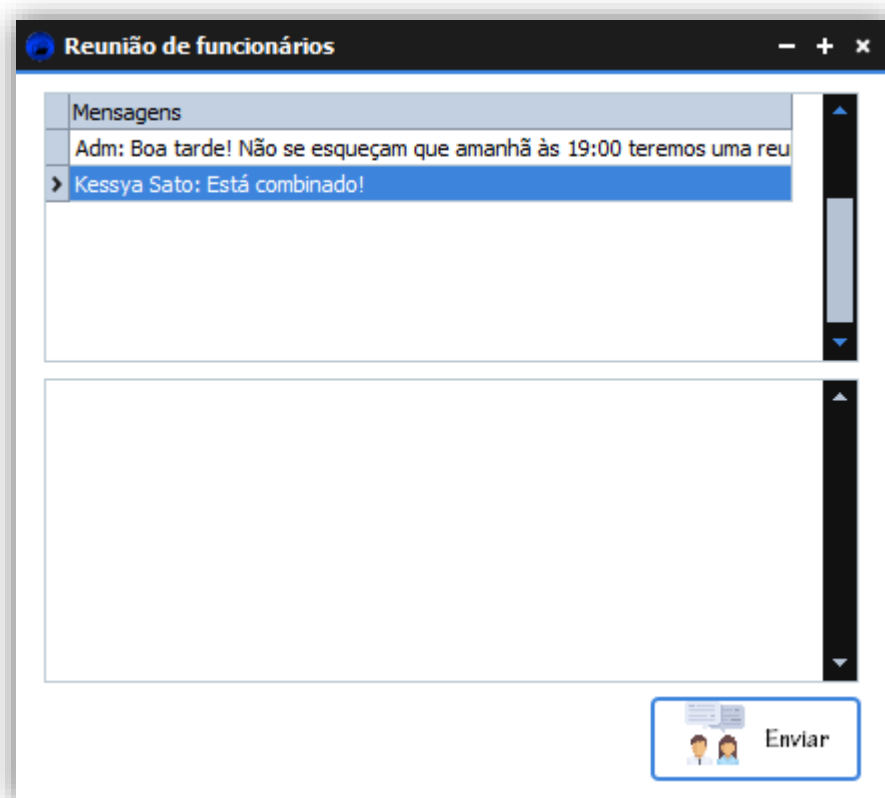 Reunião de funcionários
Mensagens
Adm: Boa tarde! Não se esqueçam que amanhã às 19:00 teremos uma reu
Kessya Sato: Está combinado!
Enviar